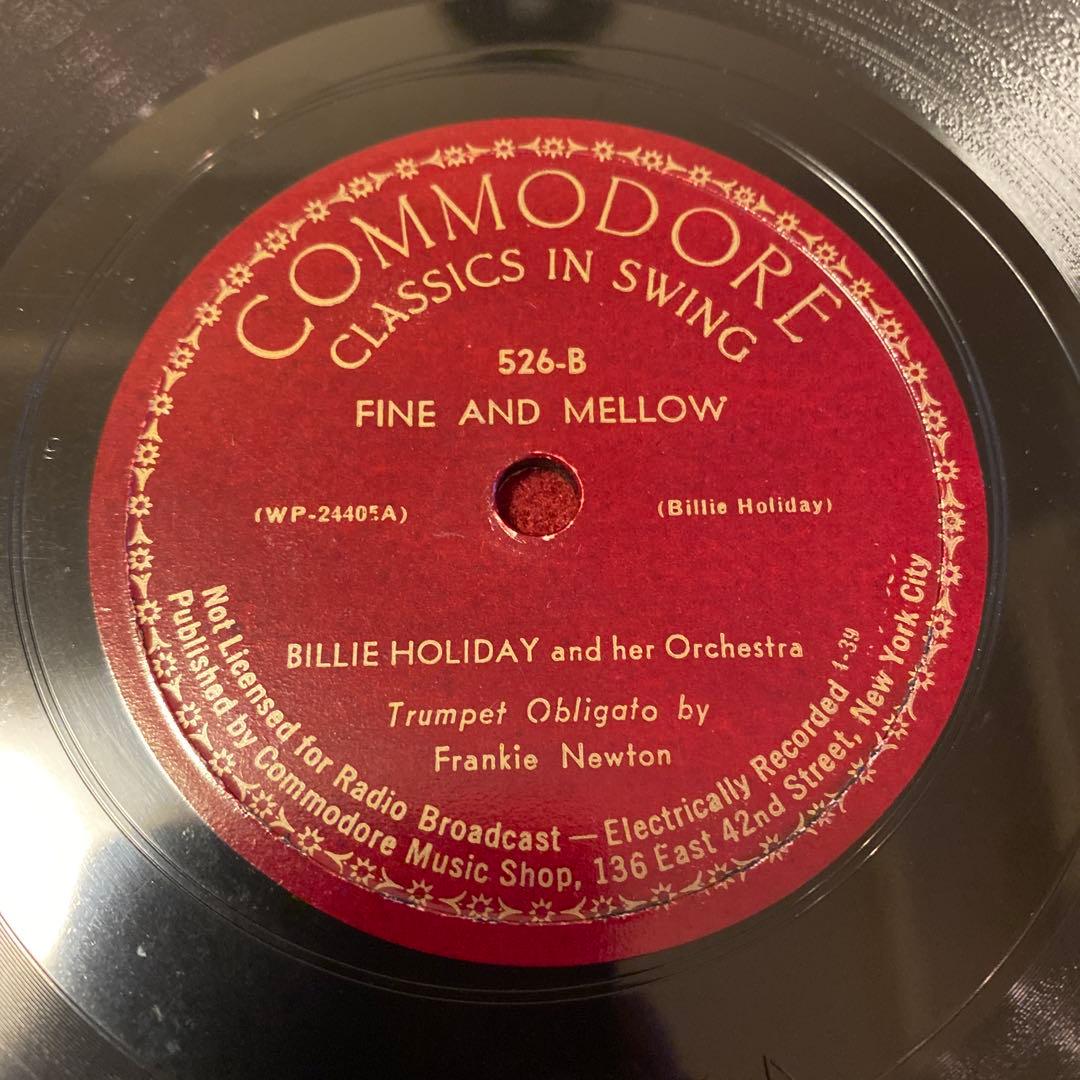 COMMODORE
CLASSICS IN SWING
526-B
FINE AND MELLOW
(WP-24405A)
(Billie Holiday)
BILLIE HOLIDAY and her Orchestra
Trumpet Obligato by
Frankie Newton
Not Licensed for Radio Broadcast — Electrically Recorded 1-39
Published by Commodore Music Shop, 136 East 42nd Street, New York City